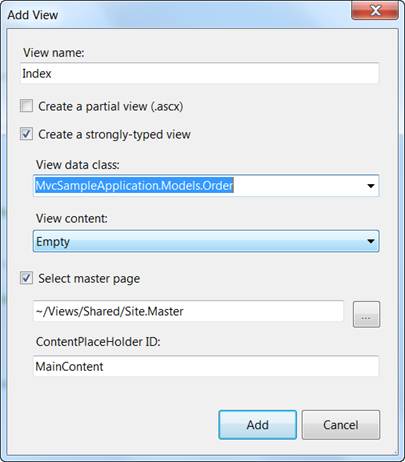 Add View
View name:
Index
Create a partial view (.ascx)
Create a strongly-typed view
View data class:
MvcSampleApplication.Models.Order
View content:
Empty
Select master page
~/Views/Shared/Site.Master
...
ContentPlaceHolder ID:
MainContent
Add Cancel